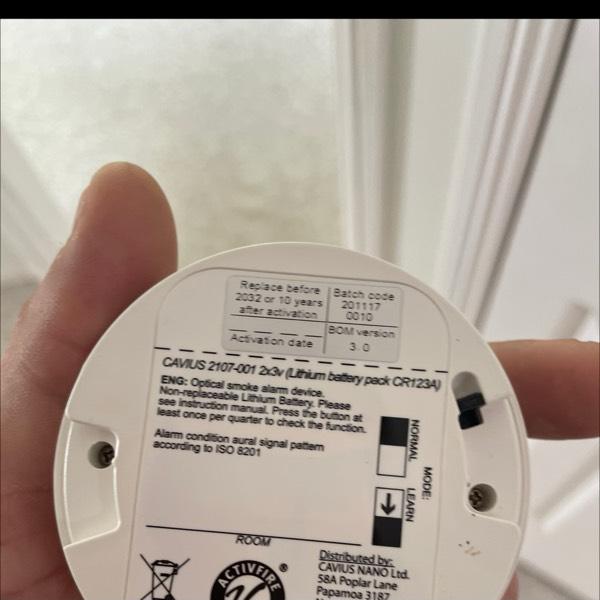 Replace before
2032 or 10 years
after activation
Batch code
201117
0010
Activation date
BOM version
3.0
CAVIUS 2107-001 2x3v (Lithium battery pack CR123A)
ENG: Optical smoke alarm device.
Non-replaceable Lithium Battery. Please
see instruction manual. Press the button at
least once per quarter to check the function.
Alarm condition aural signal pattern
according to ISO 8201
NORMAL
MODE:
LEARN
ROOM
ACTIVFIRE®
Distributed by:
CAVIUS NANO Ltd.
58A Poplar Lane
Papamoa 3187